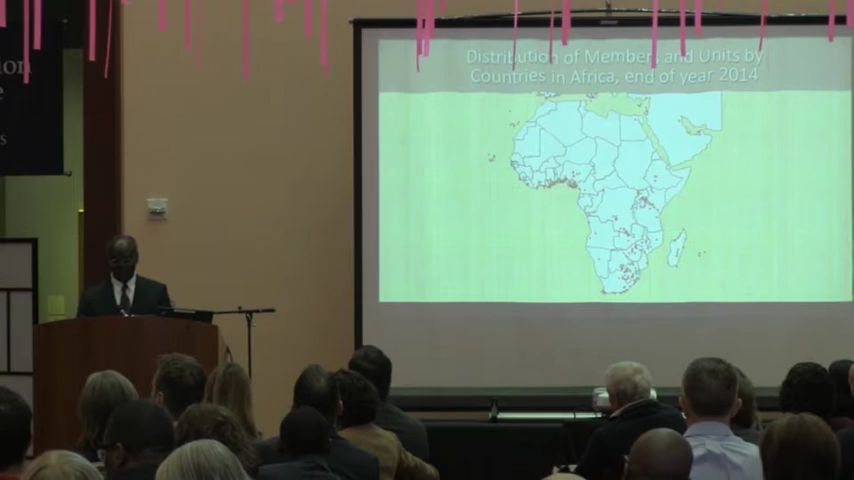 Distribution of Members and Units by
Countries in Africa, end of year 2014